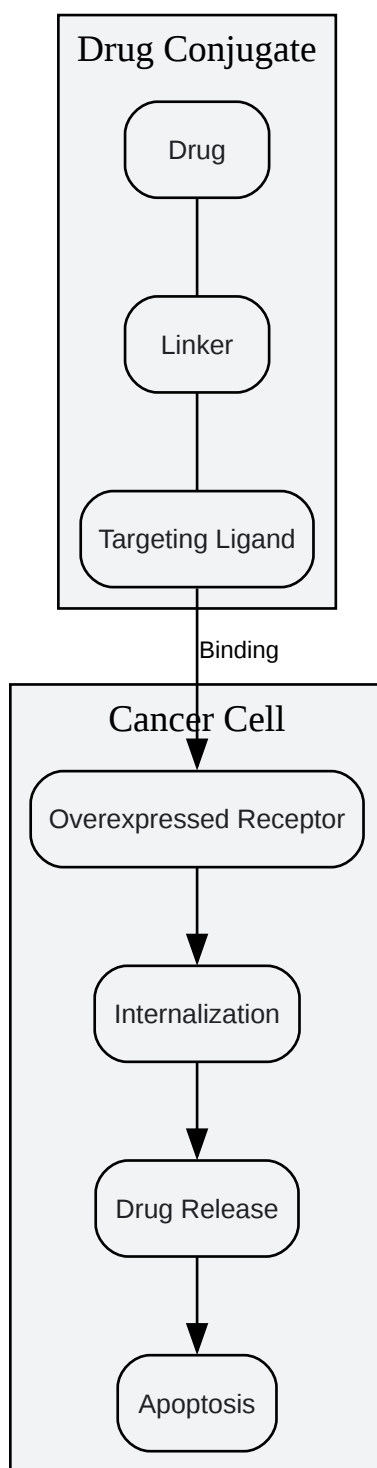 Drug Conjugate
Drug
Linker
Targeting Ligand
Binding
Cancer Cell
Overexpressed Receptor
Internalization
Drug Release
Apoptosis